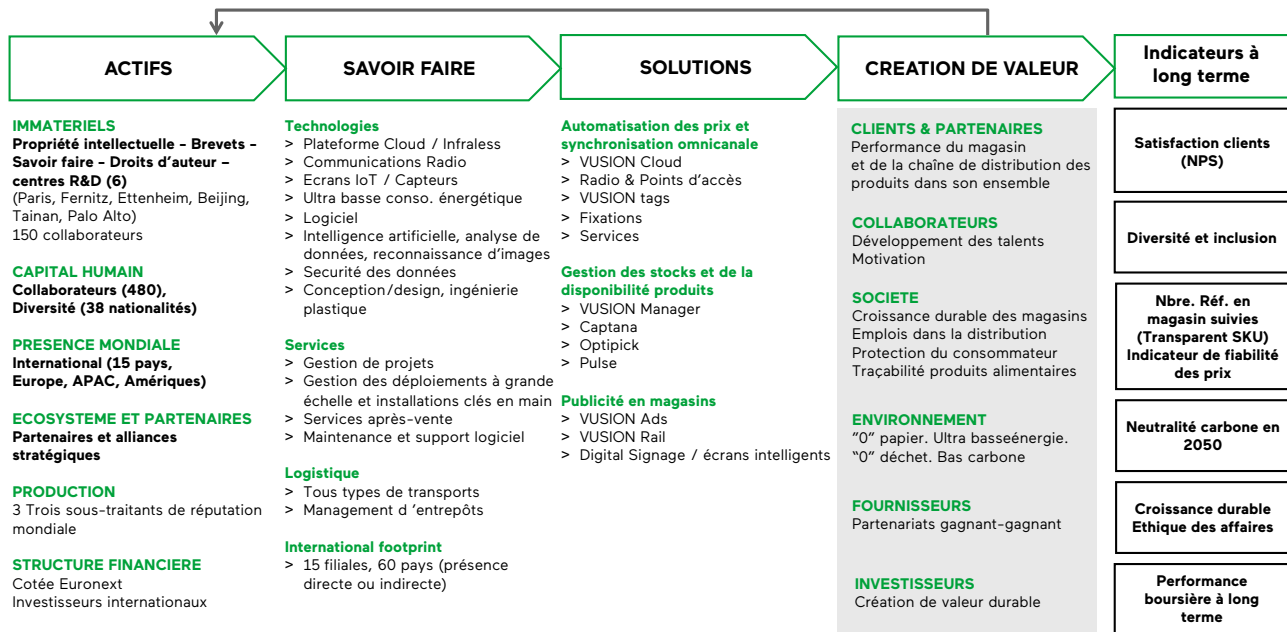 ACTIFS
SAVOIR FAIRE
SOLUTIONS
CREATION DE VALEUR
Indicateurs à
long terme
IMMATERIELS
Propriété intellectuelle - Brevets -
Savoir faire - Droits d'auteur –
centres R&D (6)
(Paris, Fernitz, Ettenheim, Beijing,
Tainan, Palo Alto)
150 collaborateurs
CAPITAL HUMAIN
Collaborateurs (480),
Diversité (38 nationalités)
PRESENCE MONDIALE
International (15 pays,
Europe, APAC, Amériques)
ECOSYSTEME ET PARTENAIRES
Partenaires et alliances
stratégiques
PRODUCTION
3 Trois sous-traitants de réputation
mondiale
STRUCTURE FINANCIERE
Cotée Euronext
Investisseurs internationaux
Technologies
> Plateforme Cloud / Infraless
> Communications Radio
> Ecrans IoT / Capteurs
> Ultra basse conso. énergétique
> Logiciel
> Intelligence artificielle, analyse de
données, reconnaissance d'images
> Securité des données
> Conception/design, ingénierie
plastique
Services
> Gestion de projets
> Gestion des déploiements à grande
échelle et installations clés en main
> Services après-vente
> Maintenance et support logiciel
Logistique
> Tous types de transports
> Management d 'entrepôts
International footprint
> 15 filiales, 60 pays (présence
directe ou indirecte)
Automatisation des prix et
synchronisation omnicanale
> VUSION Cloud
> Radio & Points d'accès
> VUSION tags
> Fixations
> Services
Gestion des stocks et de la
disponibilité produits
> VUSION Manager
> Captana
> Optipick
> Pulse
Publicité en magasins
> VUSION Ads
> VUSION Rail
> Digital Signage / écrans intelligents
CLIENTS & PARTENAIRES
Performance du magasin
et de la chaîne de distribution des
produits dans son ensemble
COLLABORATEURS
Développement des talents
Motivation
SOCIETE
Croissance durable des magasins
Emplois dans la distribution
Protection du consommateur
Traçabilité produits alimentaires
ENVIRONNEMENT
"0" papier. Ultra basseénergie.
"0" déchet. Bas carbone
FOURNISSEURS
Partenariats gagnant-gagnant
INVESTISSEURS
Création de valeur durable
Satisfaction clients
(NPS)
Diversité et inclusion
Nbre. Réf. en
magasin suivies
(Transparent SKU)
Indicateur de fiabilité
des prix
Neutralité carbone en
2050
Croissance durable
Ethique des affaires
Performance
boursière à long
terme